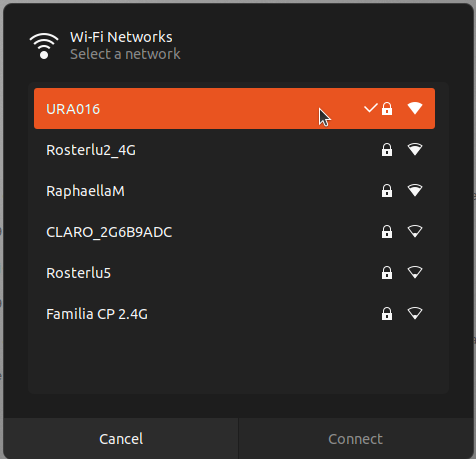 Wi-Fi Networks
Select a network
URA016
Rosterlu2_4G
RaphaellaM
CLARO_2G6B9ADC
Rosterlu5
Familia CP 2.4G
Cancel
Connect